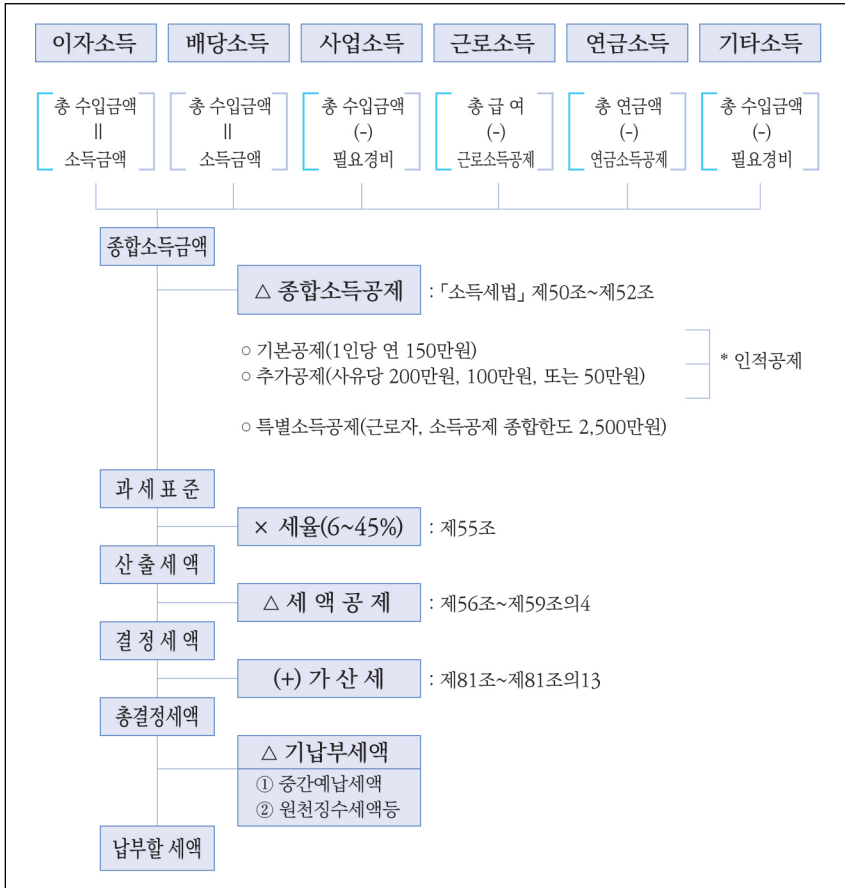 이자소득 배당소득 사업소득 근로소득 연금소득 기타소득
총 수입금액 총 수입금액 총 수입금액 총 급 여 총 연금액 총 수입금액
|| || (-) (-) (-) (-)
소득금액 소득금액 필요경비 근로소득공제 연금소득공제 필요경비
종합소득금액
△ 종합소득공제 : 「소득세법」 제50조~제52조
○ 기본공제(1인당 연 150만원)
○ 추가공제(사유당 200만원, 100만원, 또는 50만원)
* 인적공제
○ 특별소득공제(근로자, 소득공제 종합한도 2,500만원)
과 세 표 준
× 세율(6~45%) : 제55조
산 출 세 액
△ 세 액 공 제 : 제56조~제59조의4
결 정 세 액
(+) 가 산 세 : 제81조~제81조의13
총결정세액
△ 기납부세액
① 중간예납세액
② 원천징수세액등
납부할 세액